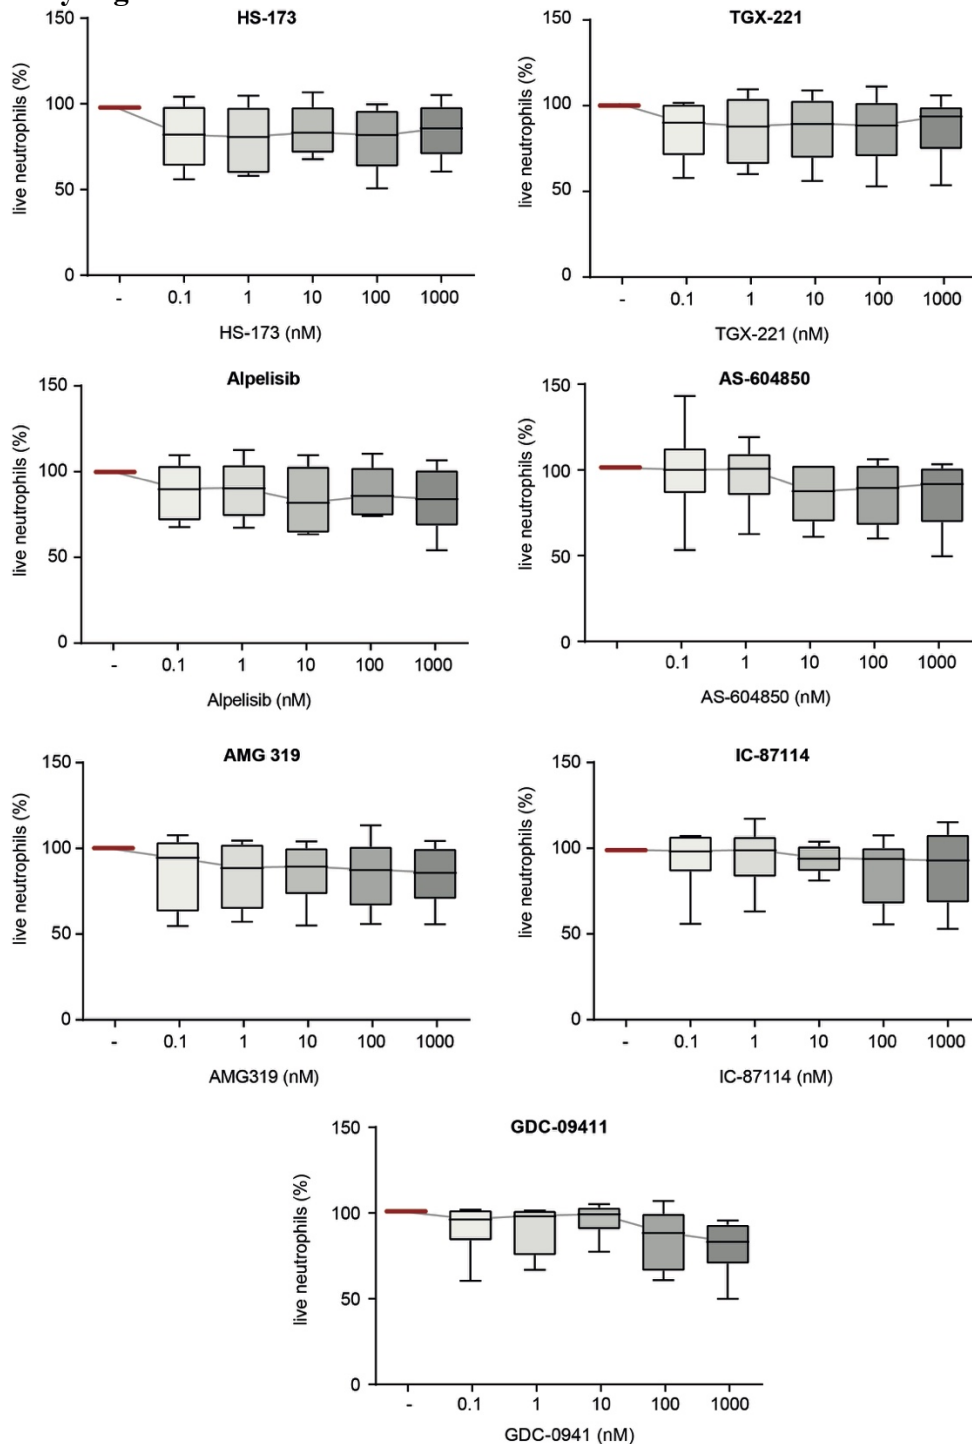 HS-173
live neutrophils (%)
150
100
50
0
- 0.1 1 10 100 1000
HS-173 (nM)
TGX-221
live neutrophils (%)
150
100
50
0
- 0.1 1 10 100 1000
TGX-221 (nM)
Alpelisib
live neutrophils (%)
150
100
50
0
- 0.1 1 10 100 1000
Alpelisib (nM)
AS-604850
live neutrophils (%)
150
100
50
0
0.1 1 10 100 1000
AS-604850 (nM)
AMG 319
live neutrophils (%)
150
100
50
0
- 0.1 1 10 100 1000
AMG319 (nM)
IC-87114
live neutrophils (%)
150
100
50
0
- 0.1 1 10 100 1000
IC-87114 (nM)
GDC-09411
live neutrophils (%)
150
100
50
0
- 0.1 1 10 100 1000
GDC-0941 (nM)